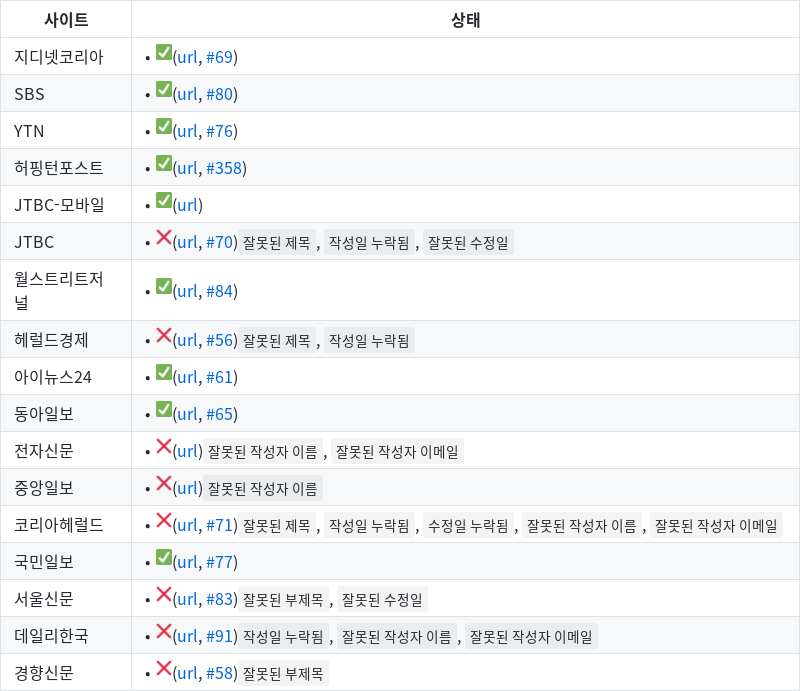 사이트 상태
지디넷코리아 • ✅(url, #69)
SBS • ✅(url, #80)
YTN • ✅(url, #76)
허핑턴포스트 • ✅(url, #358)
JTBC-모바일 • ✅(url)
JTBC • ❌(url, #70) 잘못된 제목 , 작성일 누락됨 , 잘못된 수정일
월스트리트저
널 • ✅(url, #84)
헤럴드경제 • ❌(url, #56) 잘못된 제목 , 작성일 누락됨
아이뉴스24 • ✅(url, #61)
동아일보 • ✅(url, #65)
전자신문 • ❌(url) 잘못된 작성자 이름 , 잘못된 작성자 이메일
중앙일보 • ❌(url) 잘못된 작성자 이름
코리아헤럴드 • ❌(url, #71) 잘못된 제목 , 작성일 누락됨 , 수정일 누락됨 , 잘못된 작성자 이름 , 잘못된 작성자 이메일
국민일보 • ✅(url, #77)
서울신문 • ❌(url, #83) 잘못된 부제목 , 잘못된 수정일
데일리한국 • ❌(url, #91) 작성일 누락됨 , 잘못된 작성자 이름 , 잘못된 작성자 이메일
경향신문 • ❌(url, #58) 잘못된 부제목